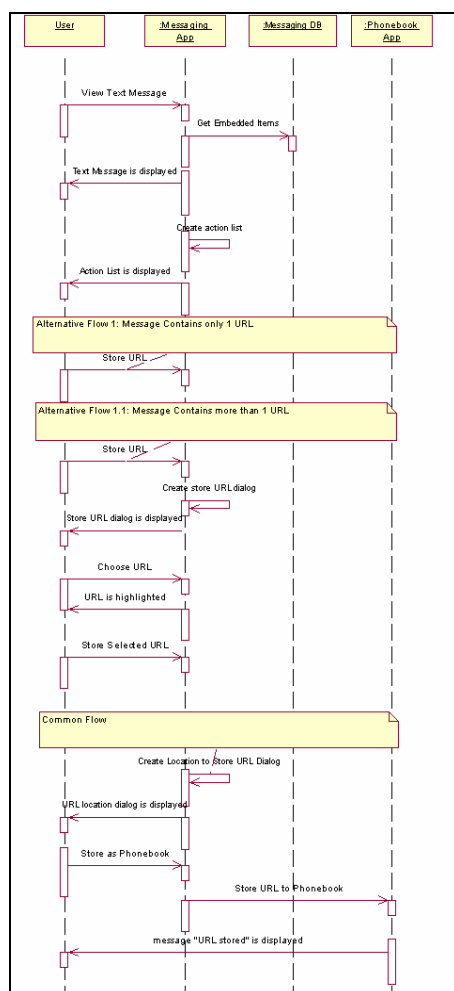 User
:Messaging
App
:Messaging DB
:Phonebook
App
View Text Message
Get Embedded Items
Text Message is displayed
Create action list
Action List is displayed
Alternative Flow 1: Message Contains only 1 URL
Store URL
Alternative Flow 1.1: Message Contains more than 1 URL
Store URL
Create store URL dialog
Store URL dialog is displayed
Choose URL
URL is highlighted
Store Selected URL
Common Flow
Create Location to Store URL Dialog
URL location dialog is displayed
Store as Phonebook
Store URL to Phonebook
message "URL stored" is displayed